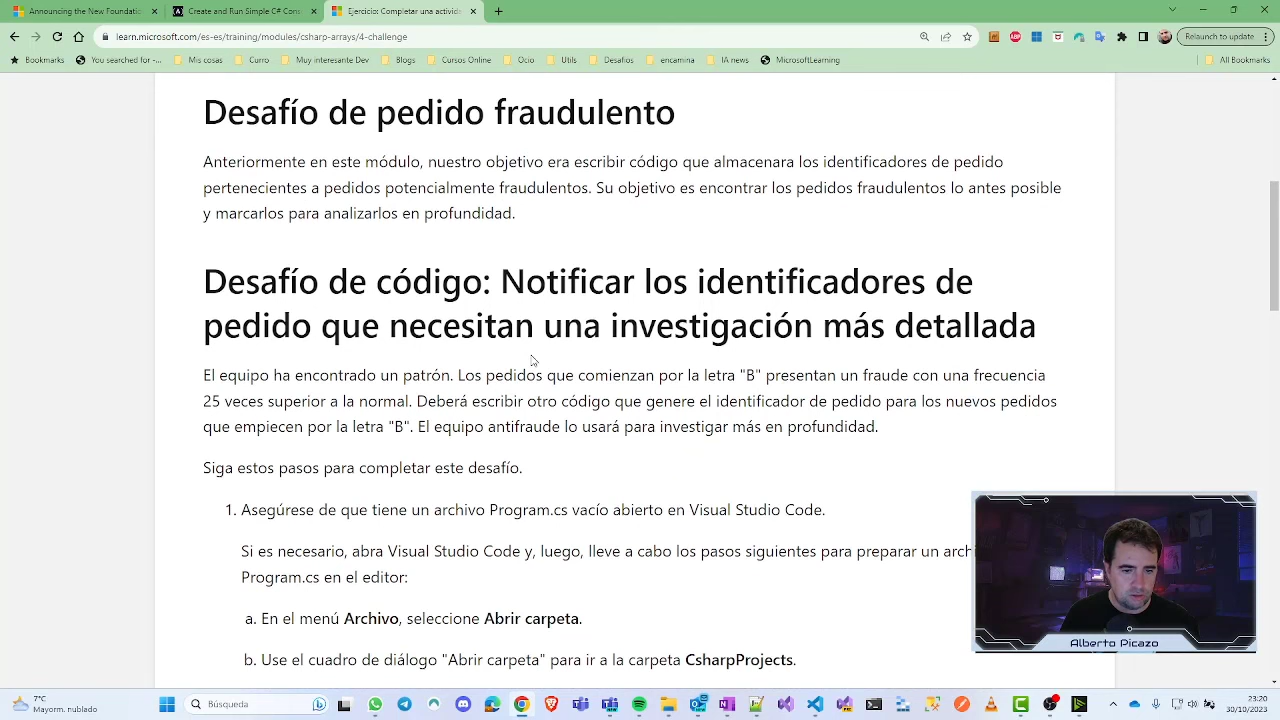 Announcing the New Foundatic
Create and Run Simple C# Cons
Ejercicio: Completar una activida
learn.microsoft.com/es-es/training/modules/csharp-arrays/4-challenge
Relaunch to update
Bookmarks
You searched for -...
Mis cosas
Curro
Muy interesante Dev
Blogs
Cursos Online
Ocio
Utils
Desafios
encamina
IA news
MicrosoftLearning
All Bookmarks
Desafío de pedido fraudulento
Anteriormente en este módulo, nuestro objetivo era escribir código que almacenara los identificadores de pedido
pertenecientes a pedidos potencialmente fraudulentos. Su objetivo es encontrar los pedidos fraudulentos lo antes posible
y marcarlos para analizarlos en profundidad.
Desafío de código: Notificar los identificadores de
pedido que necesitan una investigación más detallada
El equipo ha encontrado un patrón. Los pedidos que comienzan por la letra "B" presentan un fraude con una frecuencia
25 veces superior a la normal. Deberá escribir otro código que genere el identificador de pedido para los nuevos pedidos
que empiecen por la letra "B". El equipo antifraude lo usará para investigar más en profundidad.
Siga estos pasos para completar este desafío.
1. Asegúrese de que tiene un archivo Program.cs vacío abierto en Visual Studio Code.
Si es necesario, abra Visual Studio Code y, luego, lleve a cabo los pasos siguientes para preparar un archi
Program.cs en el editor:
a. En el menú Archivo, seleccione Abrir carpeta.
b. Use el cuadro de diálogo "Abrir carpeta" para ir a la carpeta CsharpProjects.
Alberto Picazo
7°C
Mayorm. nublado
Búsqueda
9:12
30/10/2023